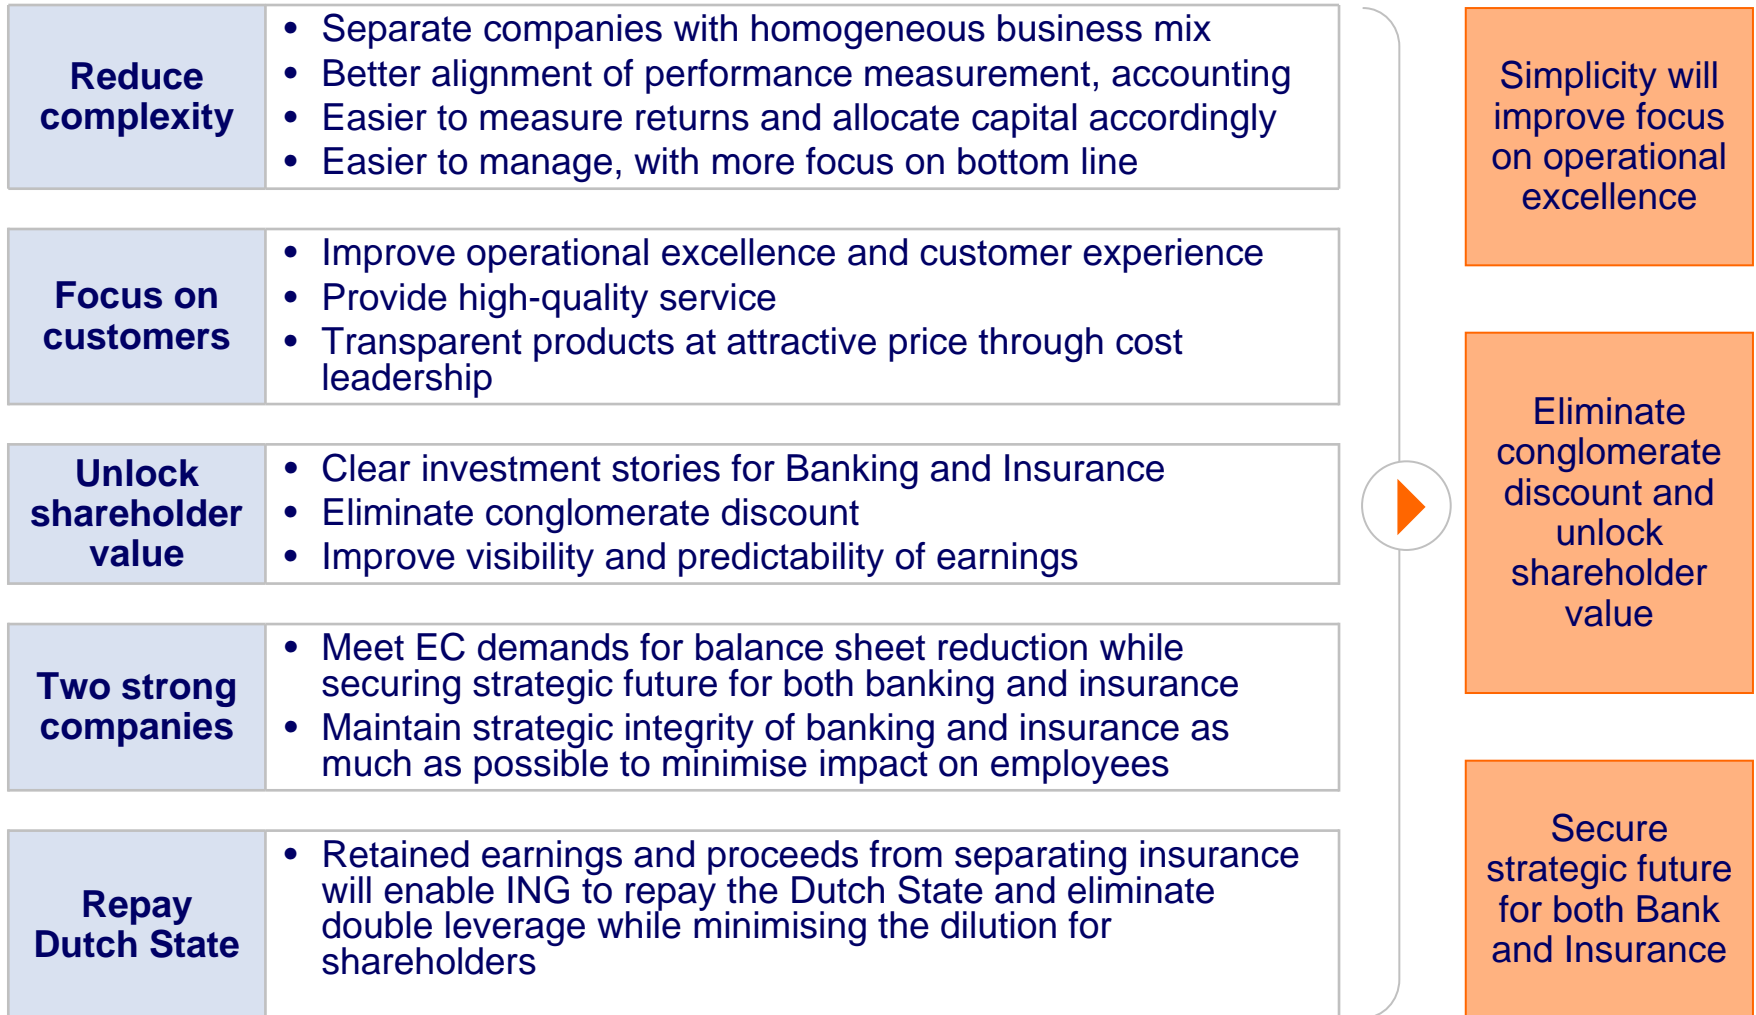 Reduce
complexity
• Separate companies with homogeneous business mix
• Better alignment of performance measurement, accounting
• Easier to measure returns and allocate capital accordingly
• Easier to manage, with more focus on bottom line
Focus on
customers
• Improve operational excellence and customer experience
• Provide high-quality service
• Transparent products at attractive price through cost
leadership
Unlock
shareholder
value
• Clear investment stories for Banking and Insurance
• Eliminate conglomerate discount
• Improve visibility and predictability of earnings
Two strong
companies
• Meet EC demands for balance sheet reduction while
securing strategic future for both banking and insurance
• Maintain strategic integrity of banking and insurance as
much as possible to minimise impact on employees
Repay
Dutch State
• Retained earnings and proceeds from separating insurance
will enable ING to repay the Dutch State and eliminate
double leverage while minimising the dilution for
shareholders
Simplicity will
improve focus
on operational
excellence
Eliminate
conglomerate
discount and
unlock
shareholder
value
Secure
strategic future
for both Bank
and Insurance